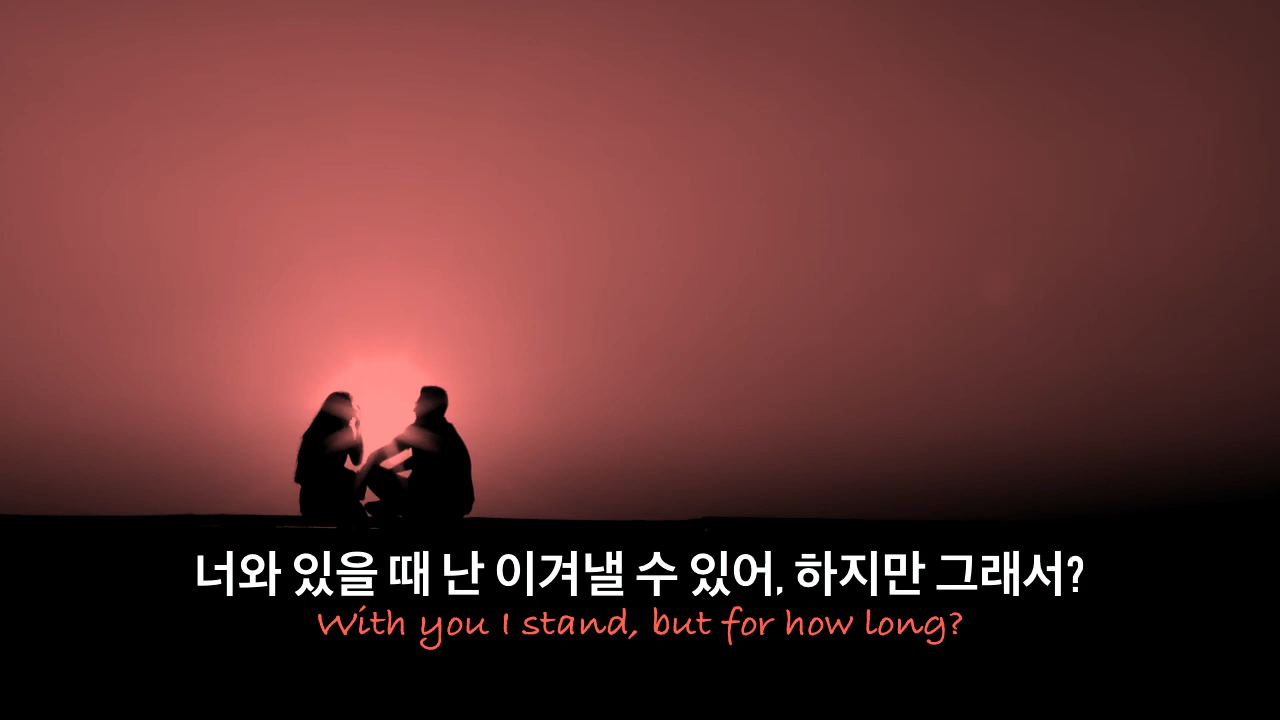 너와 있을 때 난 이겨낼 수 있어, 하지만 그래서?
With you I stand, but for how long?